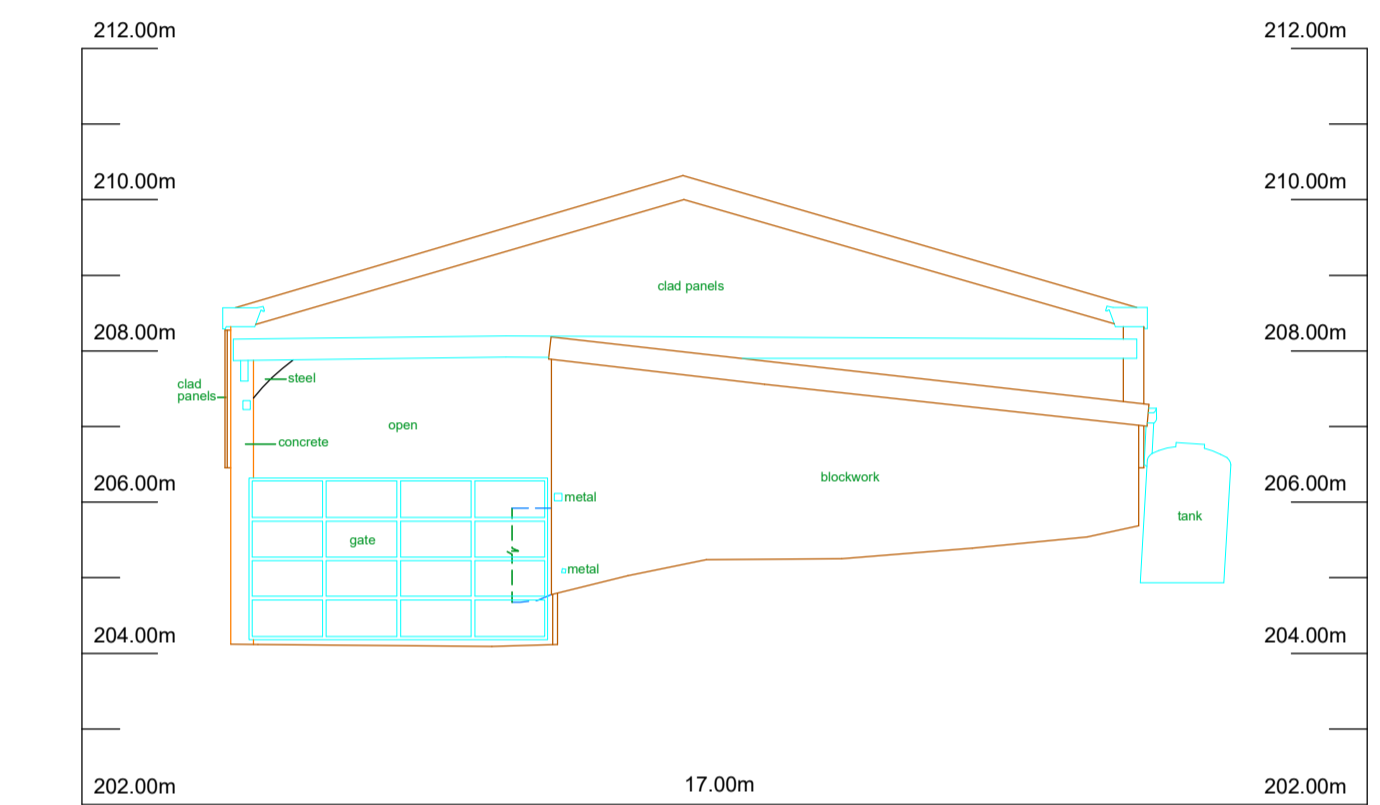 212.00m 212.00m
210.00m 210.00m
clad panels
208.00m 208.00m
steel
clad
panels
open
concrete
blockwork
206.00m 206.00m
metal
tank
gate
metal
204.00m 204.00m
202.00m 17.00m 202.00m